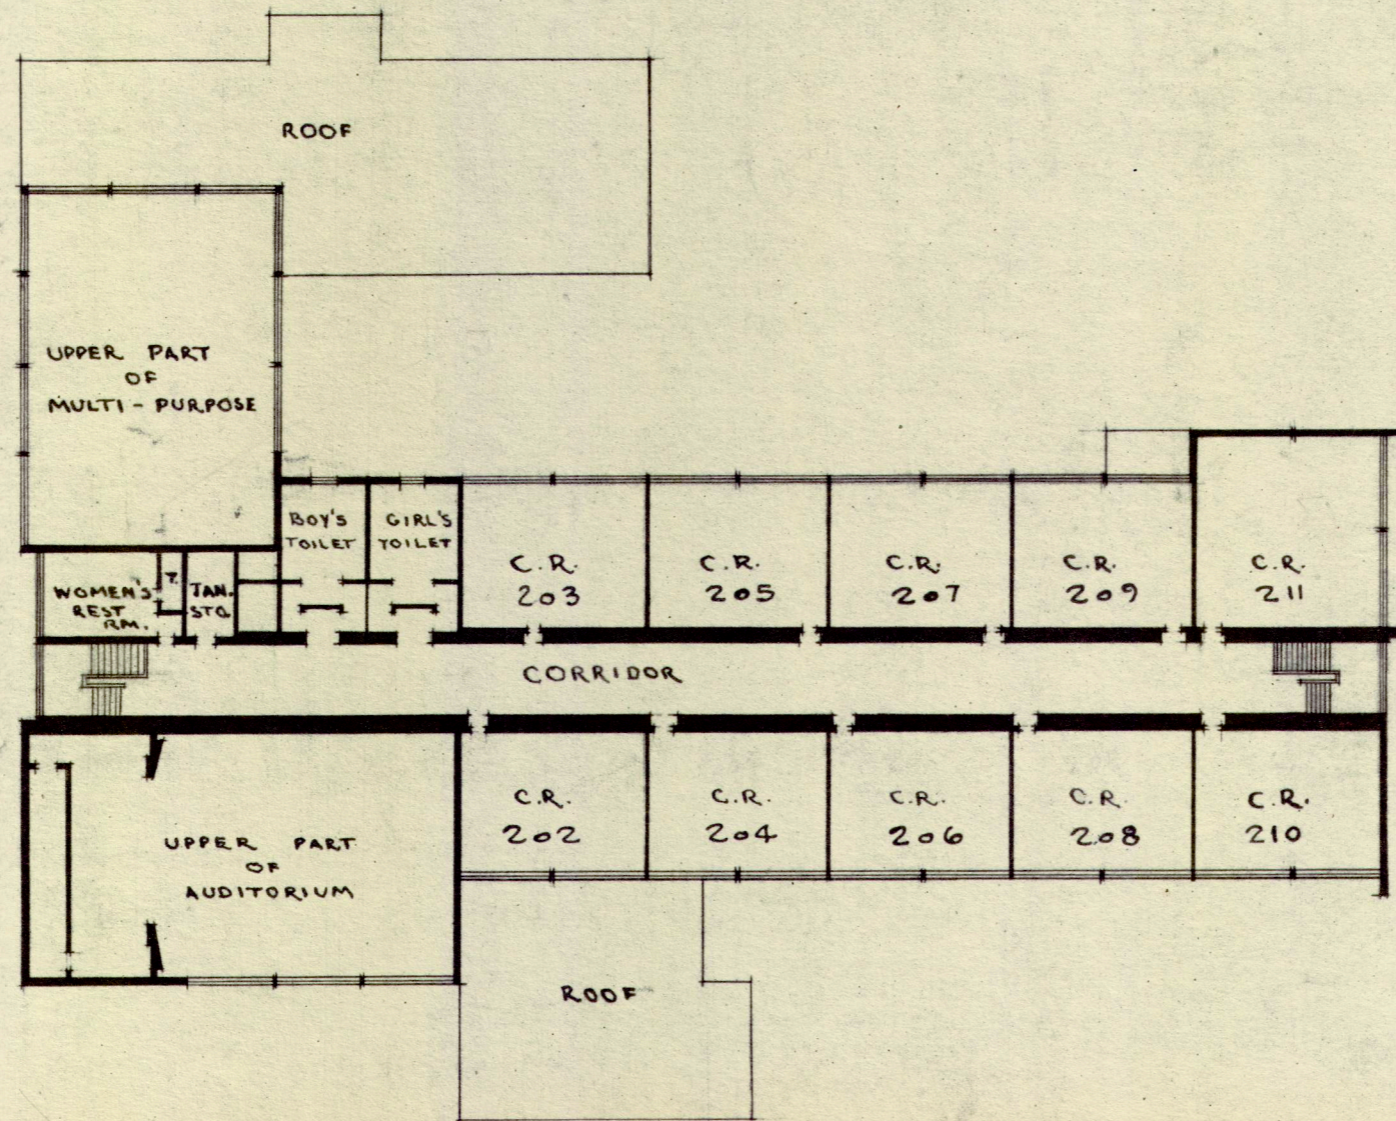 ROOF
UPPER PART
OF
MULTI - PURPOSE
BOY'S
TOILET
GIRL'S
TOILET
WOMEN'S
REST
RM.
T.
JAN.
STO.
C.R.
203
C.R.
205
C.R.
207
C.R.
209
C.R.
211
CORRIDOR
UPPER PART
OF
AUDITORIUM
C.R.
202
C.R.
204
C.R.
206
C.R.
208
C.R.
210
ROOF